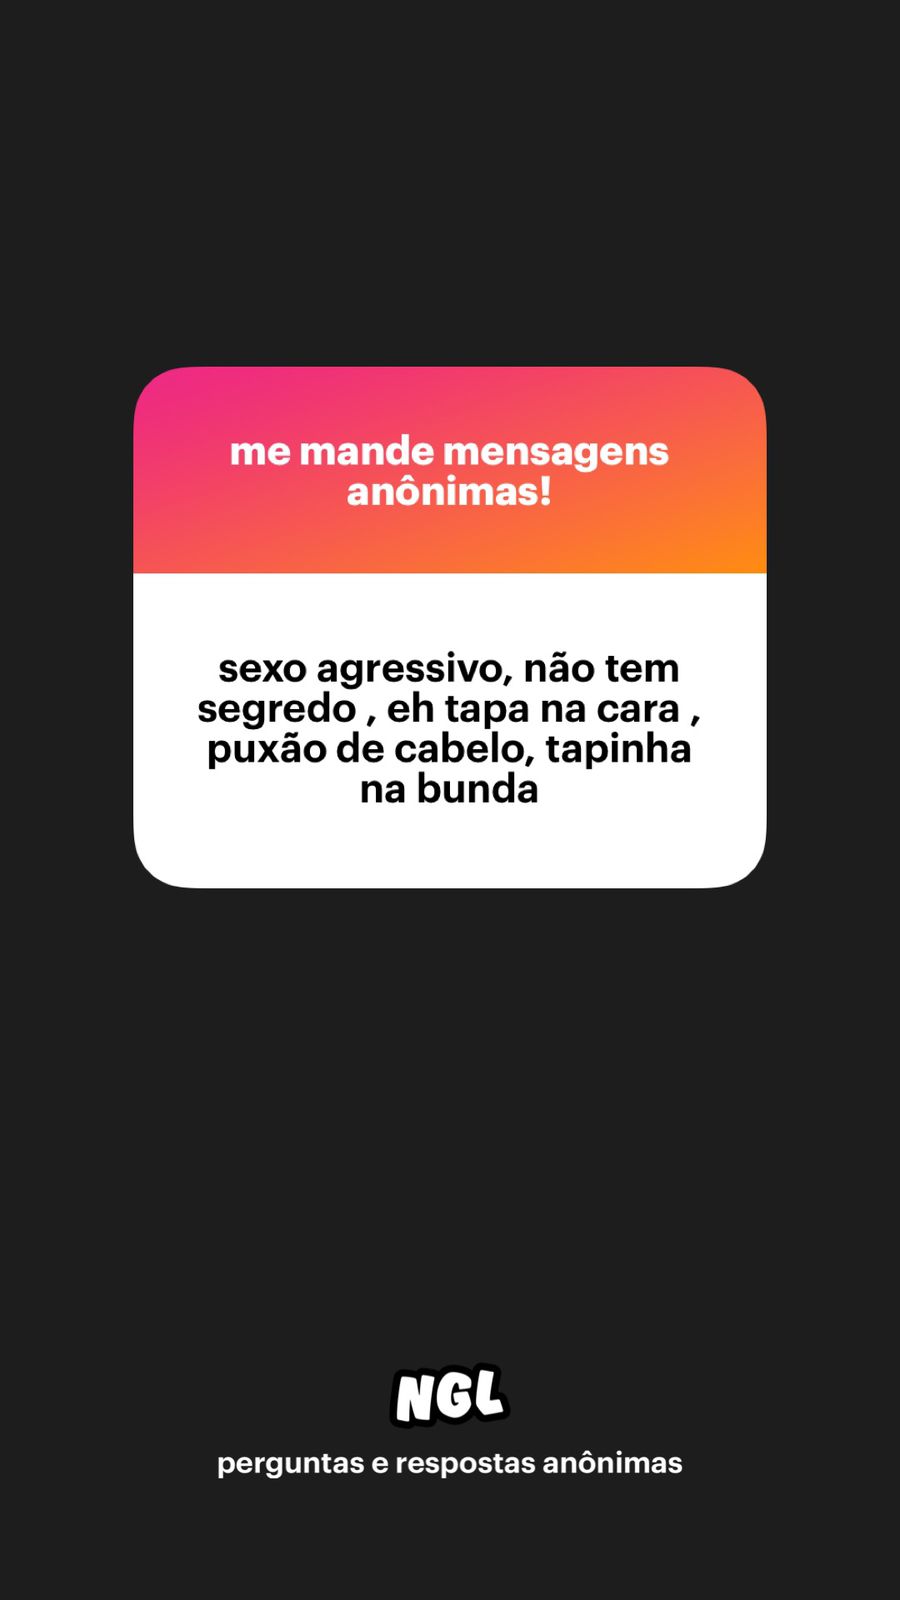 me mande mensagens
anônimas!
sexo agressivo, não tem
segredo , eh tapa na cara ,
puxão de cabelo, tapinha
na bunda
NGL
perguntas e respostas anônimas